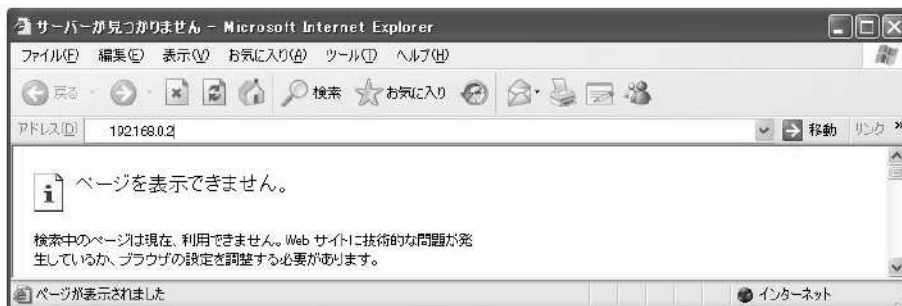 サーバーが見つかりません - Microsoft Internet Explorer
ファイル(F) 編集(E) 表示(V) お気に入り(A) ツール(T) ヘルプ(H)
戻る 検索 お気に入り
アドレス(D) 192.168.0.2 移動 リンク »
ページを表示できません。
検索中のページは現在、利用できません。Web サイトに技術的な問題が発
生しているか、ブラウザの設定を調整する必要があります。
ページが表示されました インターネット